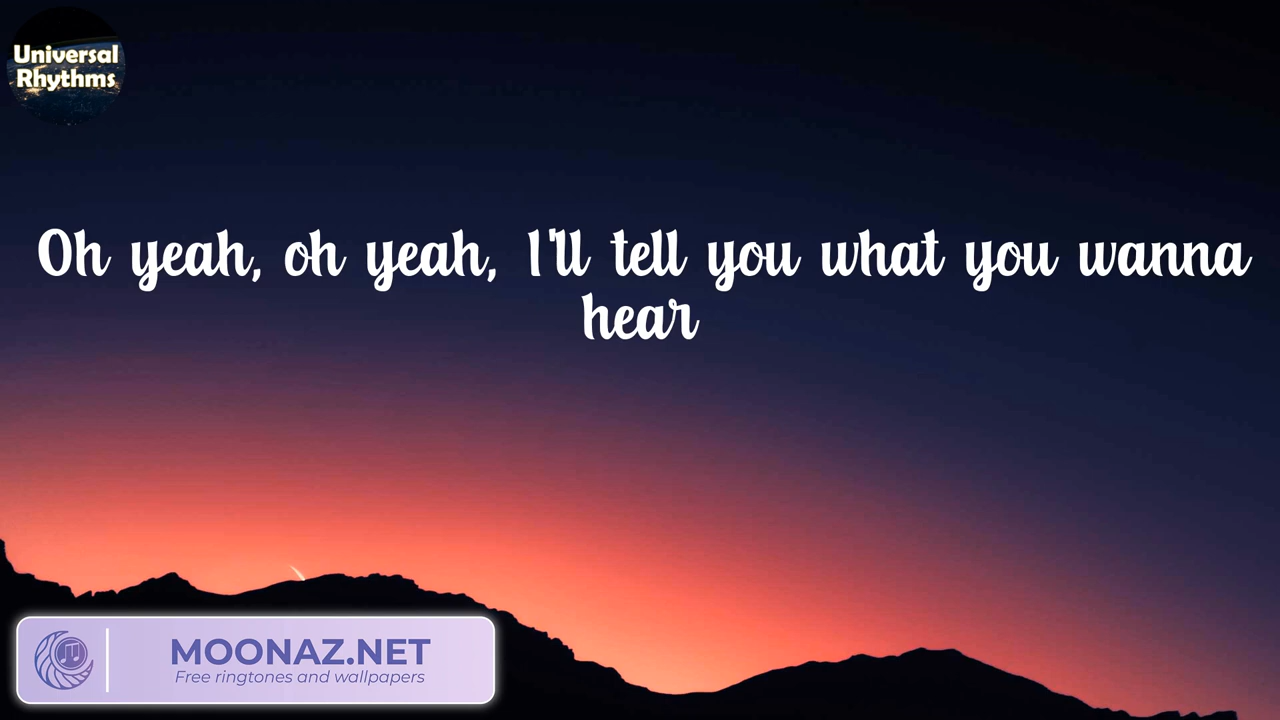 Universal
Rhythms
Oh yeah, oh yeah, I'll tell you what you wanna
hear
MOONAZ.NET
Free ringtones and wallpapers